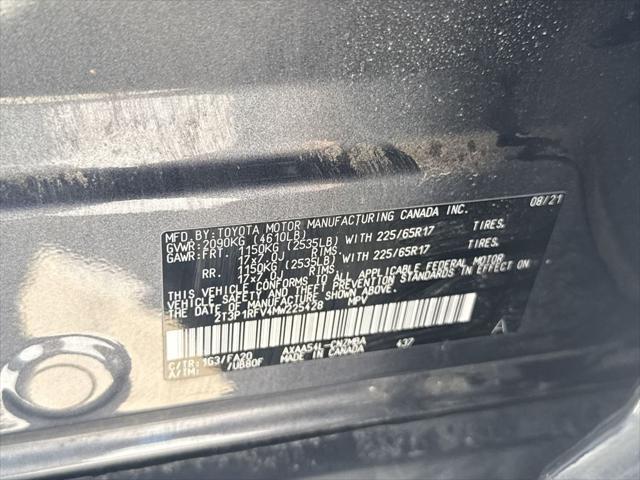 MFD. BY: TOYOTA MOTOR MANUFACTURING CANADA INC. 08/21
GVWR: 2090KG (4610LB)
GAWR: FRT. 1150KG (2535LB) WITH 225/65R17 TIRES.
17x7.0J RIMS
RR. 1150KG (2535LB) WITH 225/65R17 TIRES.
17x7.0J RIMS
THIS VEHICLE CONFORMS TO ALL APPLICABLE FEDERAL MOTOR
VEHICLE SAFETY AND THEFT PREVENTION STANDARDS IN EFFECT ON
THE DATE OF MANUFACTURE SHOWN ABOVE.
2T3P1RFV4MW225428 MPV
C/TR: 1G3/FA20 AXAA54L-CNZMBA 437 A
A/TM: /UB80F MADE IN CANADA